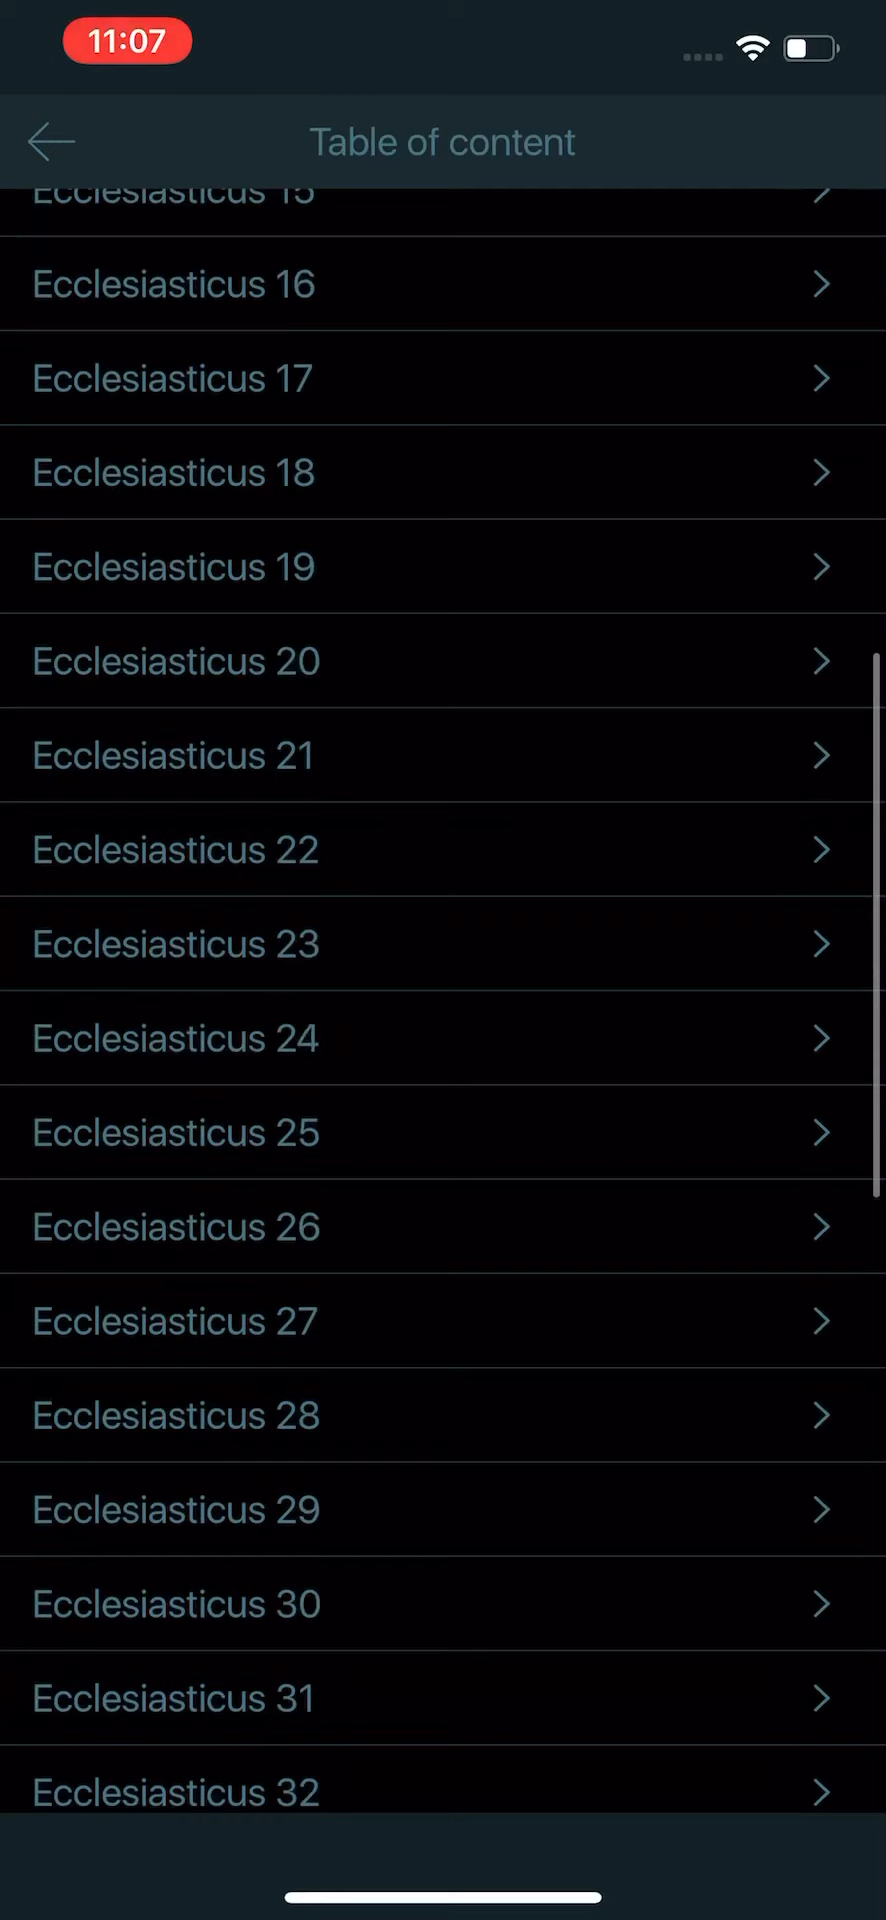 11:07
Table of content
Ecclesiasticus 15
Ecclesiasticus 16
Ecclesiasticus 17
Ecclesiasticus 18
Ecclesiasticus 19
Ecclesiasticus 20
Ecclesiasticus 21
Ecclesiasticus 22
Ecclesiasticus 23
Ecclesiasticus 24
Ecclesiasticus 25
Ecclesiasticus 26
Ecclesiasticus 27
Ecclesiasticus 28
Ecclesiasticus 29
Ecclesiasticus 30
Ecclesiasticus 31
Ecclesiasticus 32